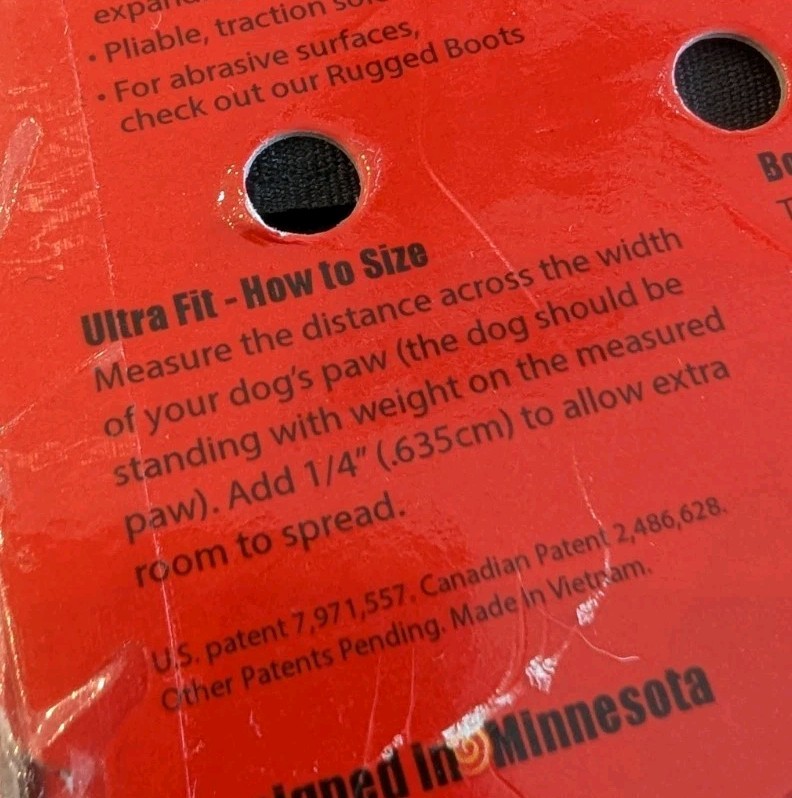 • Pliable, traction
• For abrasive surfaces,
check out our Rugged Boots
Ultra Fit - How to Size
Measure the distance across the width
of your dog's paw (the dog should be
standing with weight on the measured
paw). Add 1/4" (.635cm) to allow extra
room to spread.
U.S. patent 7,971,557. Canadian Patent 2,486,628.
Other Patents Pending. Made in Vietnam.
in Minnesota